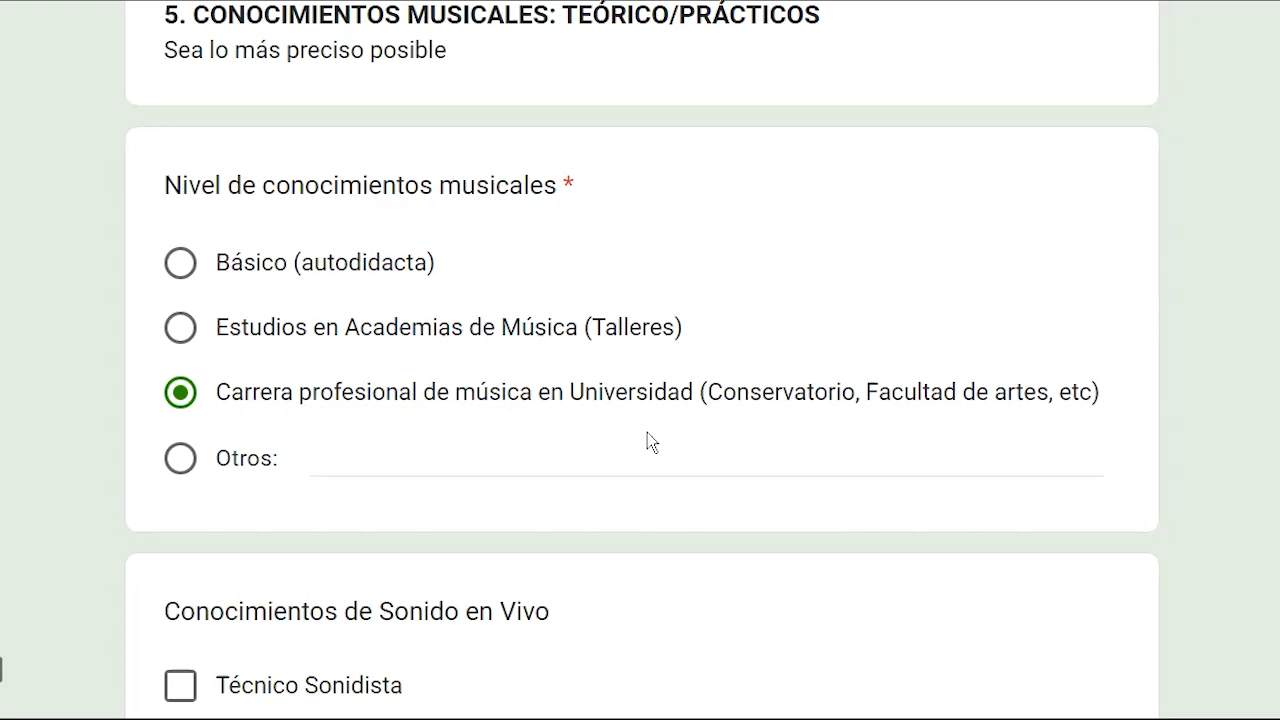 5. CONOCIMIENTOS MUSICALES: TEÓRICO/PRÁCTICOS
Sea lo más preciso posible
Nivel de conocimientos musicales *
Básico (autodidacta)
Estudios en Academias de Música (Talleres)
Carrera profesional de música en Universidad (Conservatorio, Facultad de artes, etc)
Otros:
Conocimientos de Sonido en Vivo
Técnico Sonidista